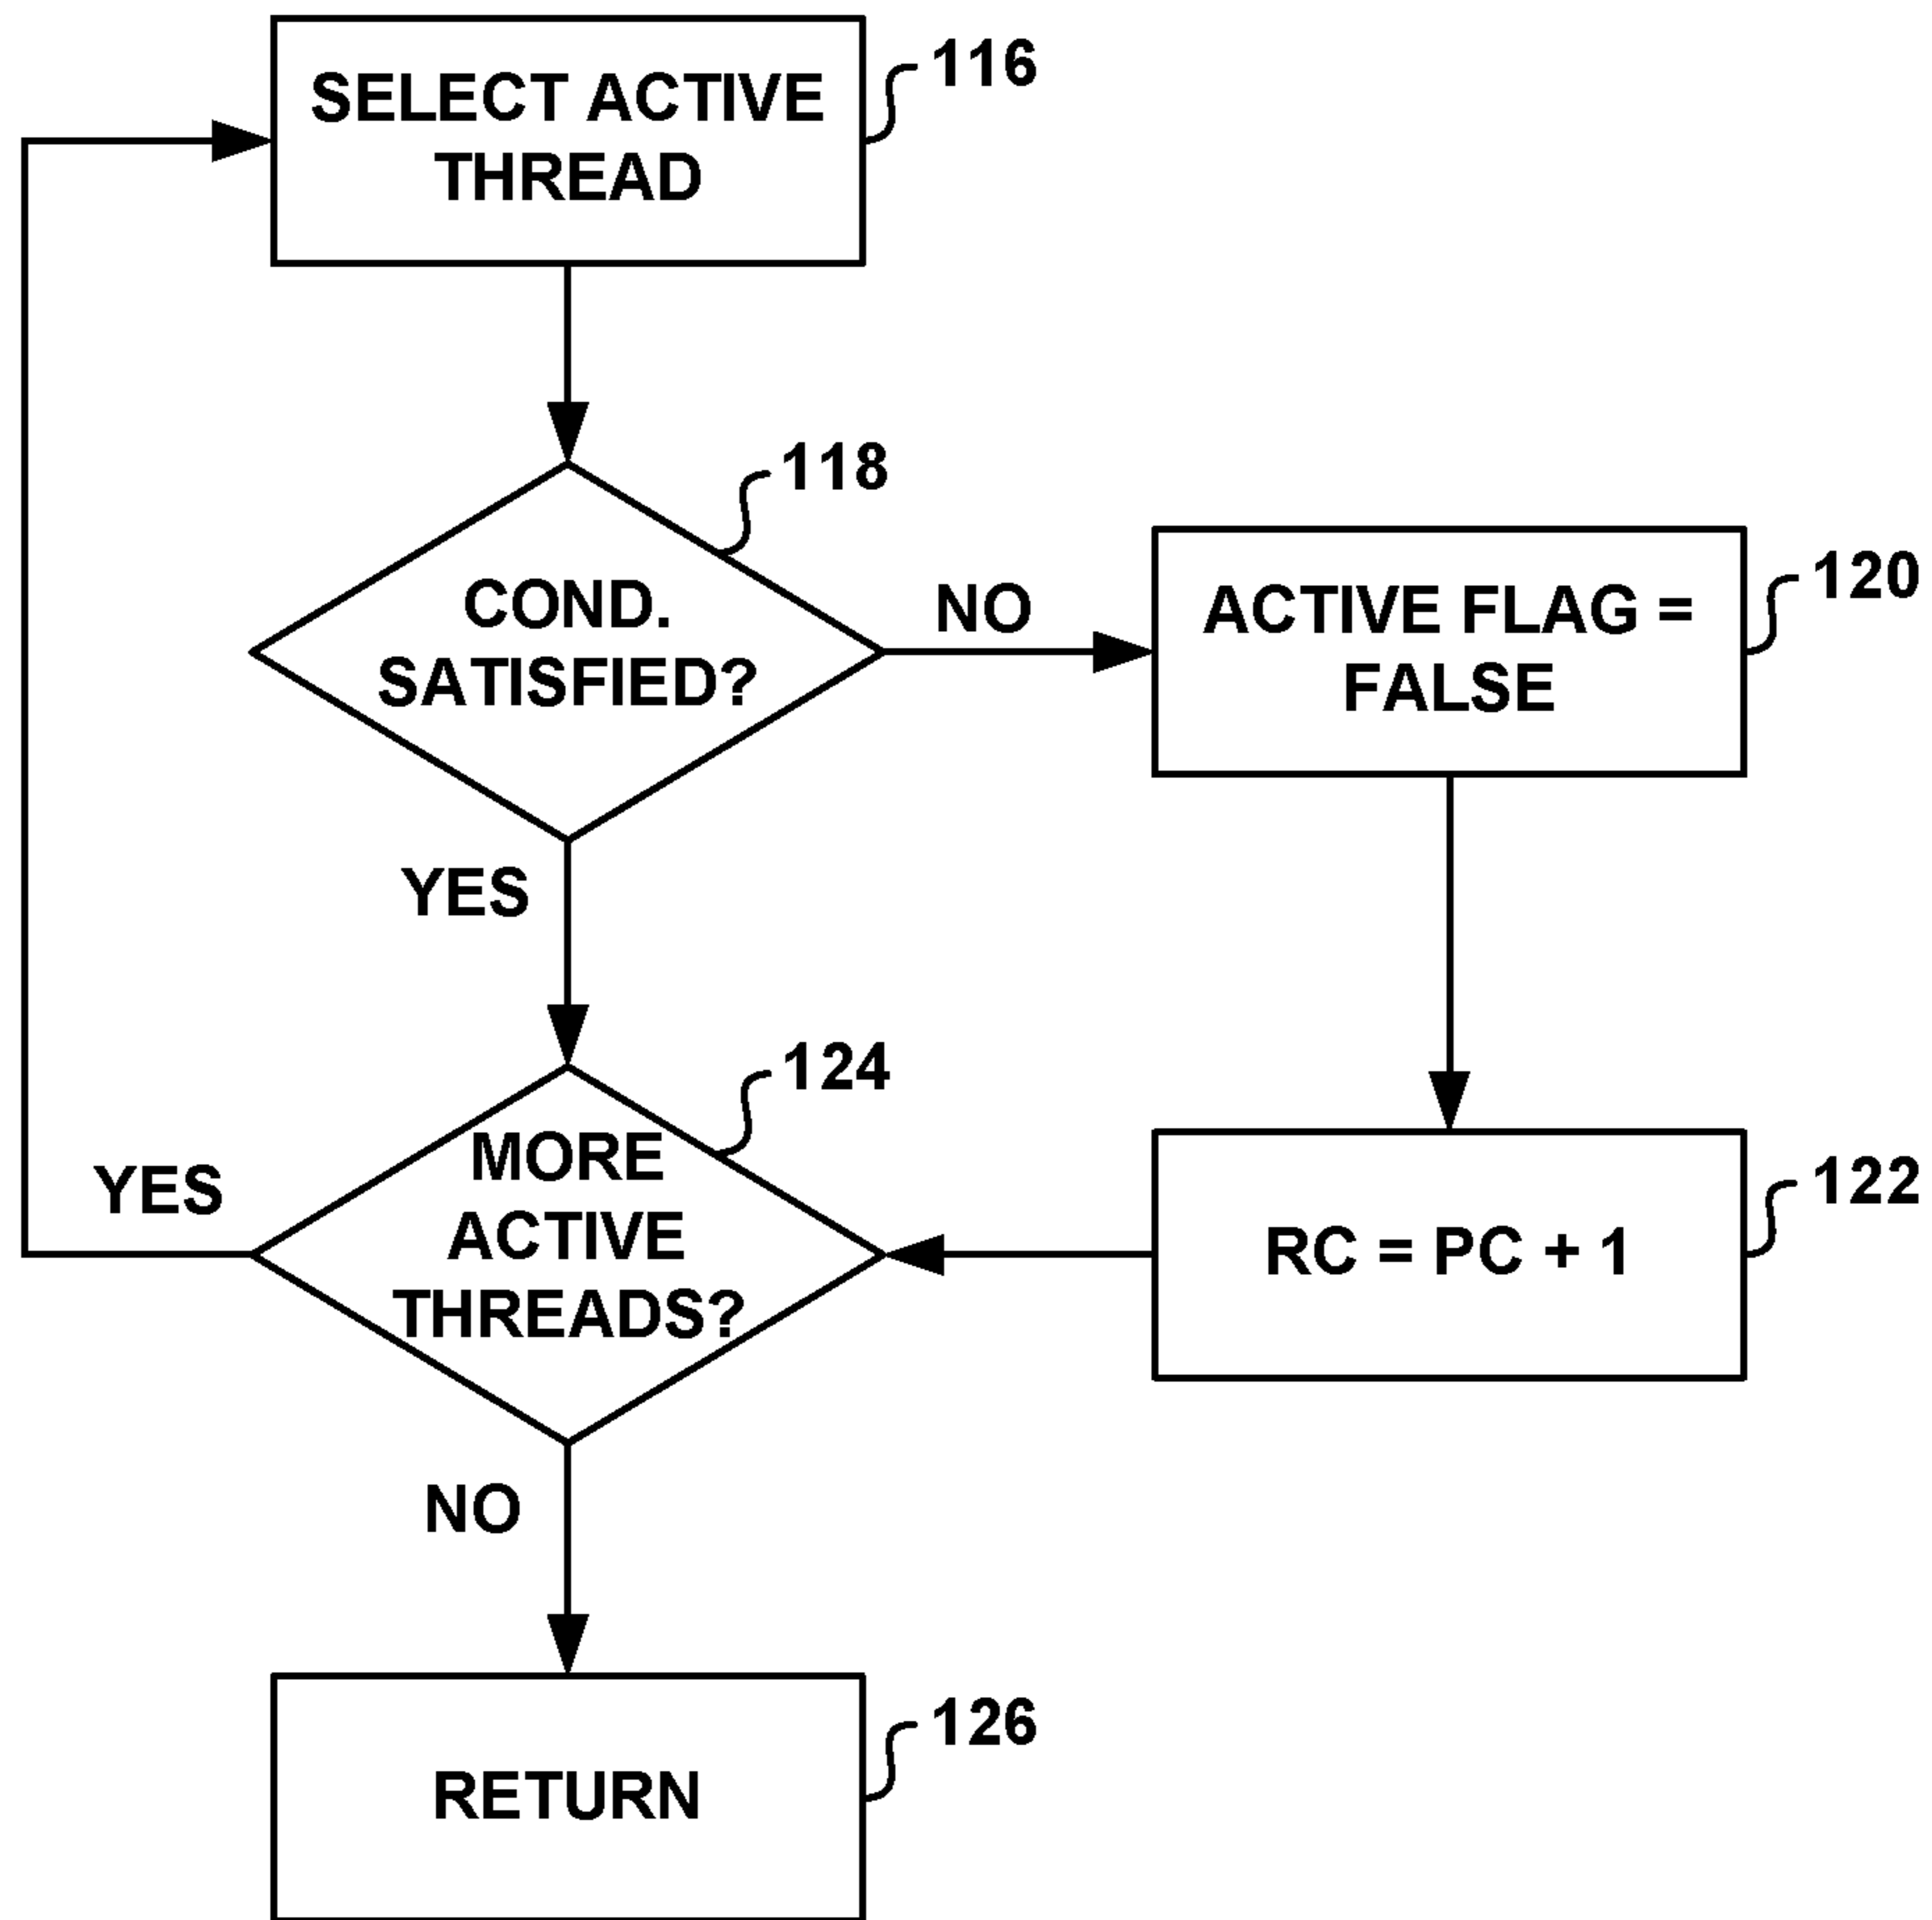 SELECT ACTIVE
THREAD
116
118
COND.
SATISFIED?
NO
ACTIVE FLAG =
FALSE
120
YES
124
MORE
ACTIVE
THREADS?
YES
RC = PC + 1
122
NO
RETURN
126